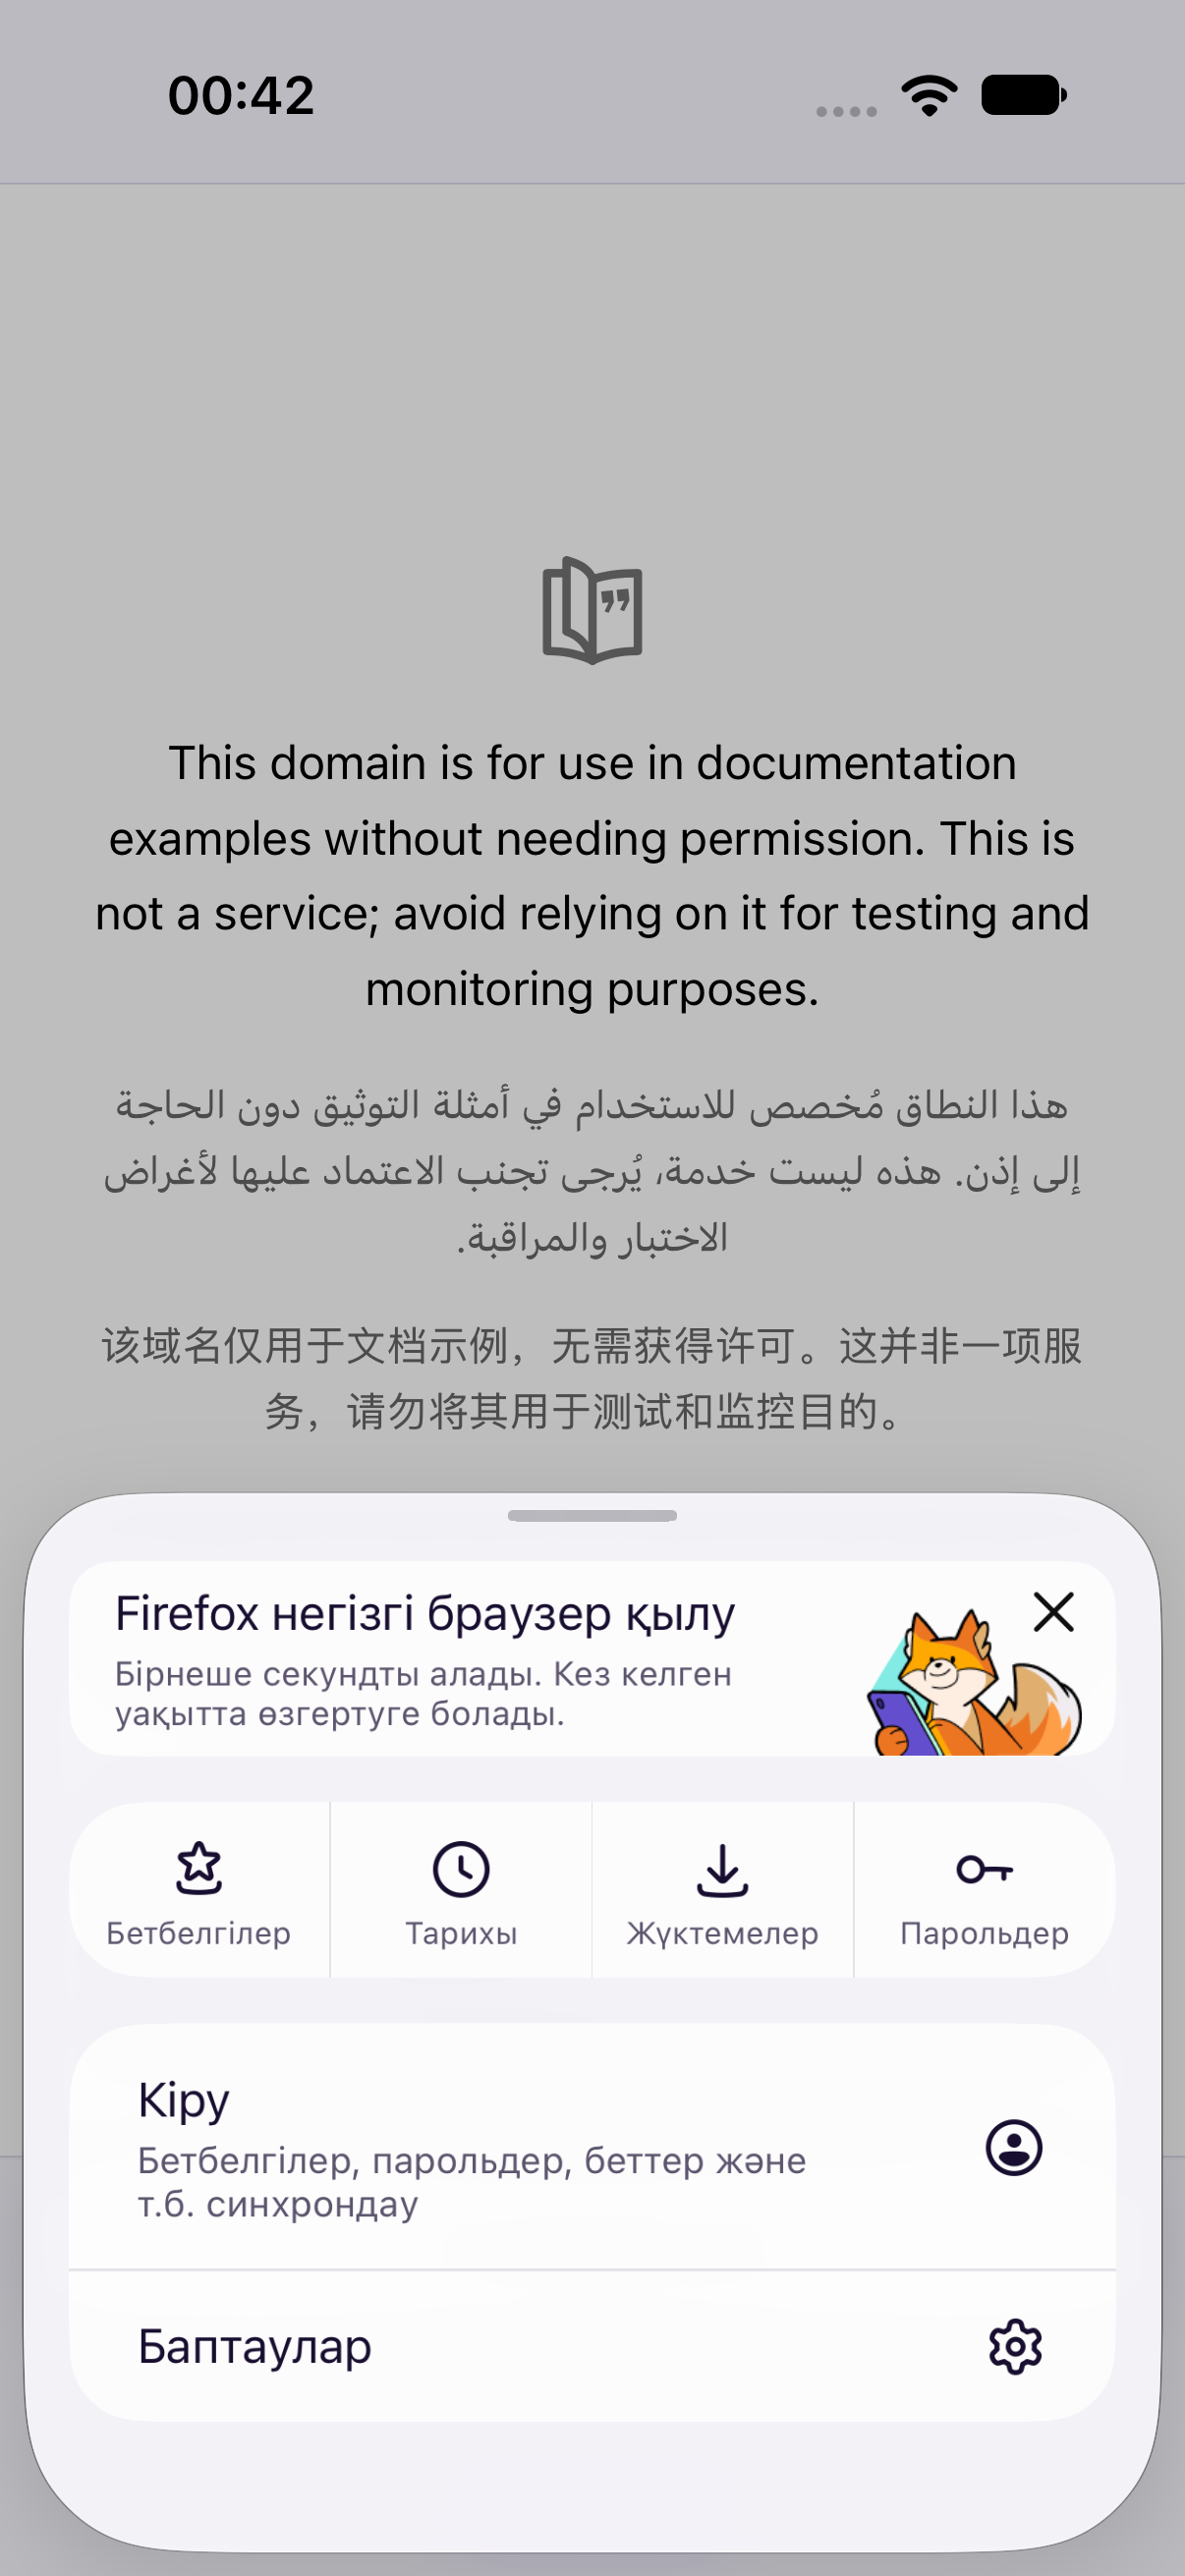 00:42
This domain is for use in documentation
examples without needing permission. This is
not a service; avoid relying on it for testing and
monitoring purposes.
هذا النطاق مُخصص للاستخدام في أمثلة التوثيق دون الحاجة
إلى إذن. هذه ليست خدمة، يُرجى تجنب الاعتماد عليها لأغراض
الاختبار والمراقبة.
该域名仅用于文档示例，无需获得许可。这并非一项服
务，请勿将其用于测试和监控目的。
Firefox негізгі браузер қылу
Бірнеше секундты алады. Кез келген
уақытта өзгертуге болады.
Бетбелгілер
Тарихы
Жүктемелер
Парольдер
Кіру
Бетбелгілер, парольдер, беттер және
т.б. синхрондау
Баптаулар